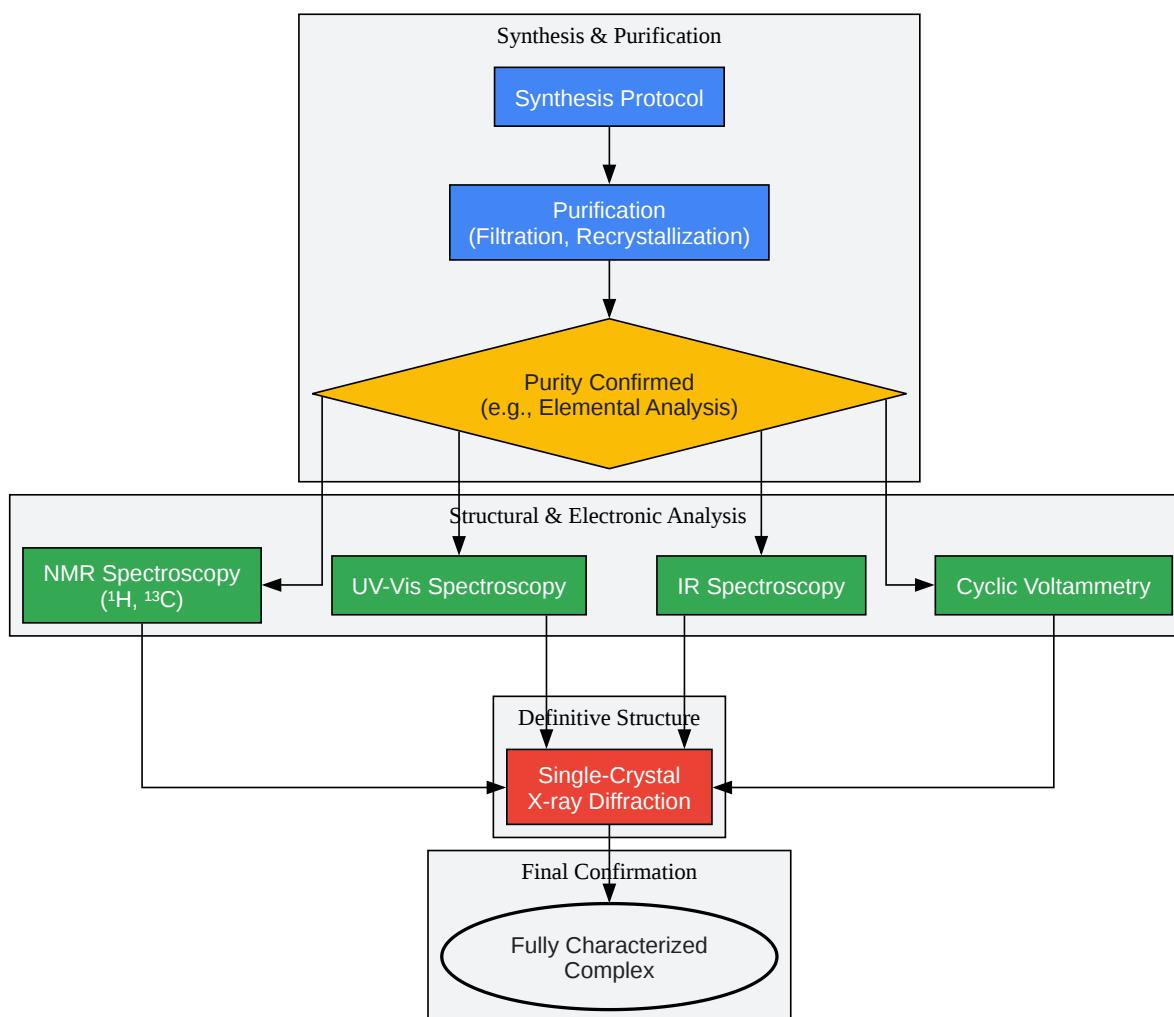 Synthesis & Purification
Synthesis Protocol
Purification
(Filtration, Recrystallization)
Purity Confirmed
(e.g., Elemental Analysis)
Structural & Electronic Analysis
NMR Spectroscopy
(¹H, ¹³C)
UV-Vis Spectroscopy
IR Spectroscopy
Cyclic Voltammetry
Definitive Structure
Single-Crystal
X-ray Diffraction
Final Confirmation
Fully Characterized
Complex